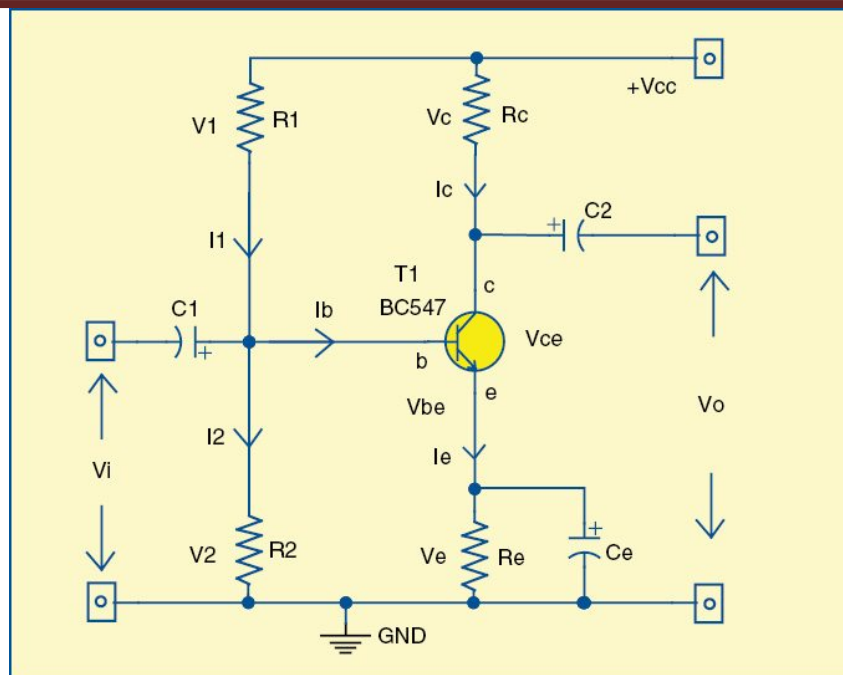 +Vcc
V1
R1
Vc
Rc
Ic
C2
I1
T1
BC547
c
C1
+
Ib
b
Vce
e
Vbe
Vo
I2
Ie
Vi
V2
R2
Ve
Re
+
Ce
GND
+